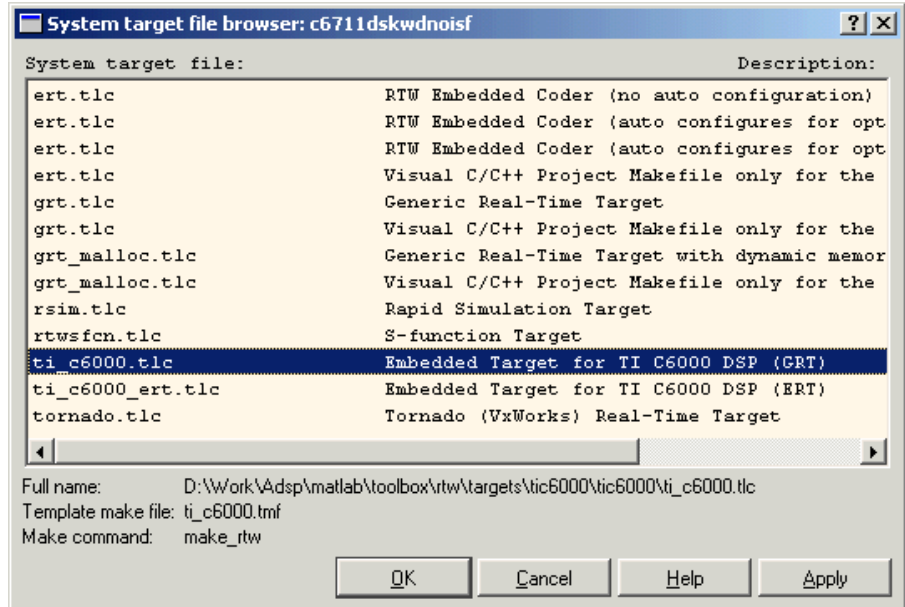 System target file browser: c6711dskwdnoisf
System target file: Description:
ert.tlc RTW Embedded Coder (no auto configuration)
ert.tlc RTW Embedded Coder (auto configures for opt
ert.tlc RTW Embedded Coder (auto configures for opt
ert.tlc Visual C/C++ Project Makefile only for the
grt.tlc Generic Real-Time Target
grt.tlc Visual C/C++ Project Makefile only for the
grt_malloc.tlc Generic Real-Time Target with dynamic memor
grt_malloc.tlc Visual C/C++ Project Makefile only for the
rsim.tlc Rapid Simulation Target
rtwsfcn.tlc S-function Target
ti_c6000.tlc Embedded Target for TI C6000 DSP (GRT)
ti_c6000_ert.tlc Embedded Target for TI C6000 DSP (ERT)
tornado.tlc Tornado (VxWorks) Real-Time Target
Full name: D:\Work\Adsp\matlab\toolbox\rtw\targets\tic6000\tic6000\ti_c6000.tlc
Template make file: ti_c6000.tmf
Make command: make_rtw
OK Cancel Help Apply